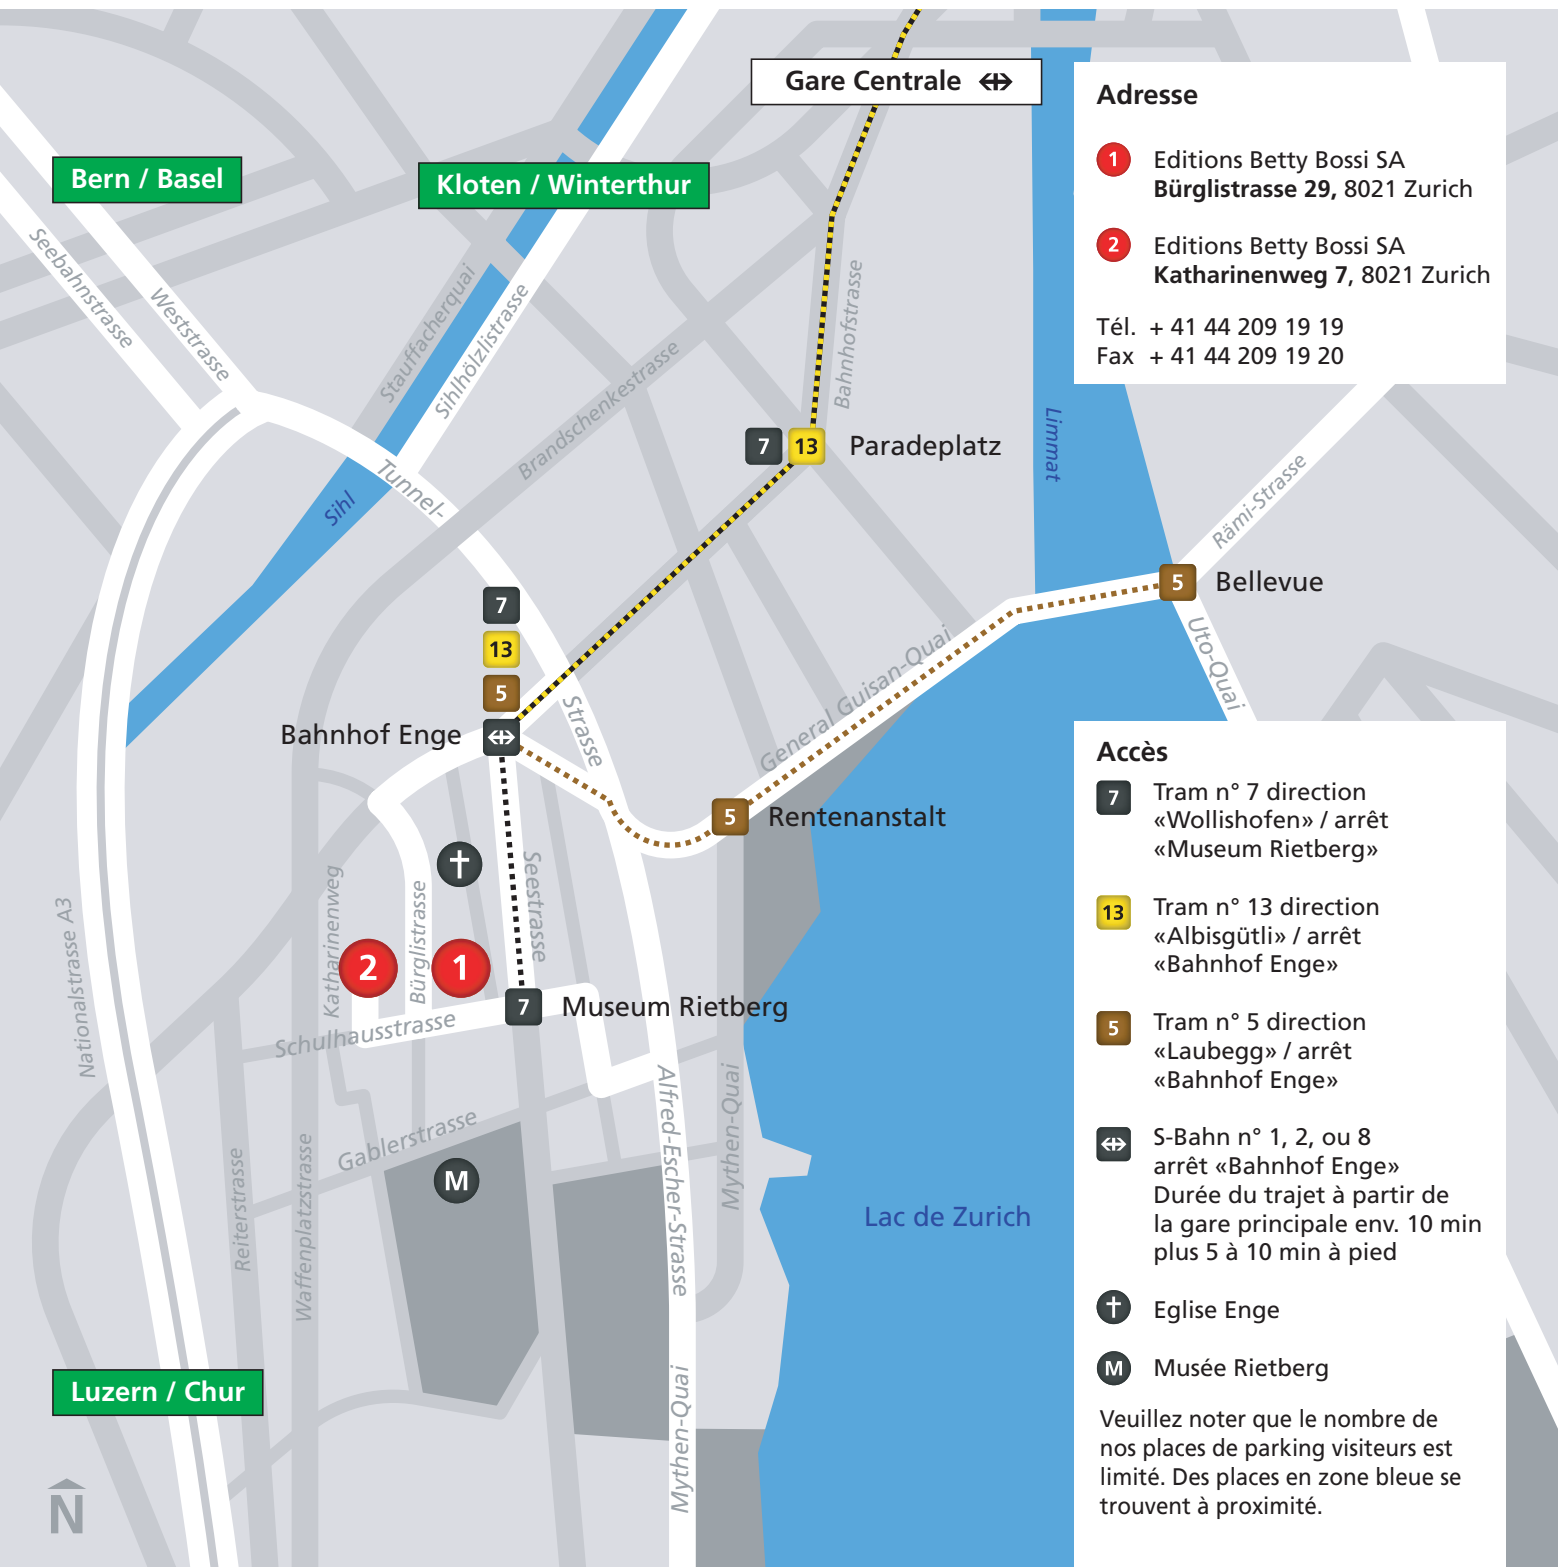 Gare Centrale
Bern / Basel
Kloten / Winterthur
Seebahnstrasse
Weststrasse
Stauffacherquai
Sihlhölzlistrasse
Brandschenkestrasse
Bahnhofstrasse
Limmat
Sihl
Tunnel-
Strasse
7
13
Paradeplatz
Rämi-Strasse
5
Bellevue
Uto-Quai
7
13
5
Bahnhof Enge
General Guisan-Quai
5
Rentenanstalt
Nationalstrasse A3
Katharinenweg
Bürglistrasse
Seestrasse
2
1
7
Museum Rietberg
Schulhausstrasse
Gablerstrasse
M
Reiterstrasse
Waffenplatzstrasse
Alfred-Escher-Strasse
Mythen-Quai
Mythen-Quai
Lac de Zurich
Luzern / Chur
N
Adresse
1
Editions Betty Bossi SA
Bürglistrasse 29, 8021 Zurich
2
Editions Betty Bossi SA
Katharinenweg 7, 8021 Zurich
Tél. + 41 44 209 19 19
Fax + 41 44 209 19 20
Accès
7
Tram n° 7 direction
«Wollishofen» / arrêt
«Museum Rietberg»
13
Tram n° 13 direction
«Albisgütli» / arrêt
«Bahnhof Enge»
5
Tram n° 5 direction
«Laubegg» / arrêt
«Bahnhof Enge»
S-Bahn n° 1, 2, ou 8
arrêt «Bahnhof Enge»
Durée du trajet à partir de
la gare principale env. 10 min
plus 5 à 10 min à pied
Eglise Enge
M
Musée Rietberg
Veuillez noter que le nombre de
nos places de parking visiteurs est
limité. Des places en zone bleue se
trouvent à proximité.